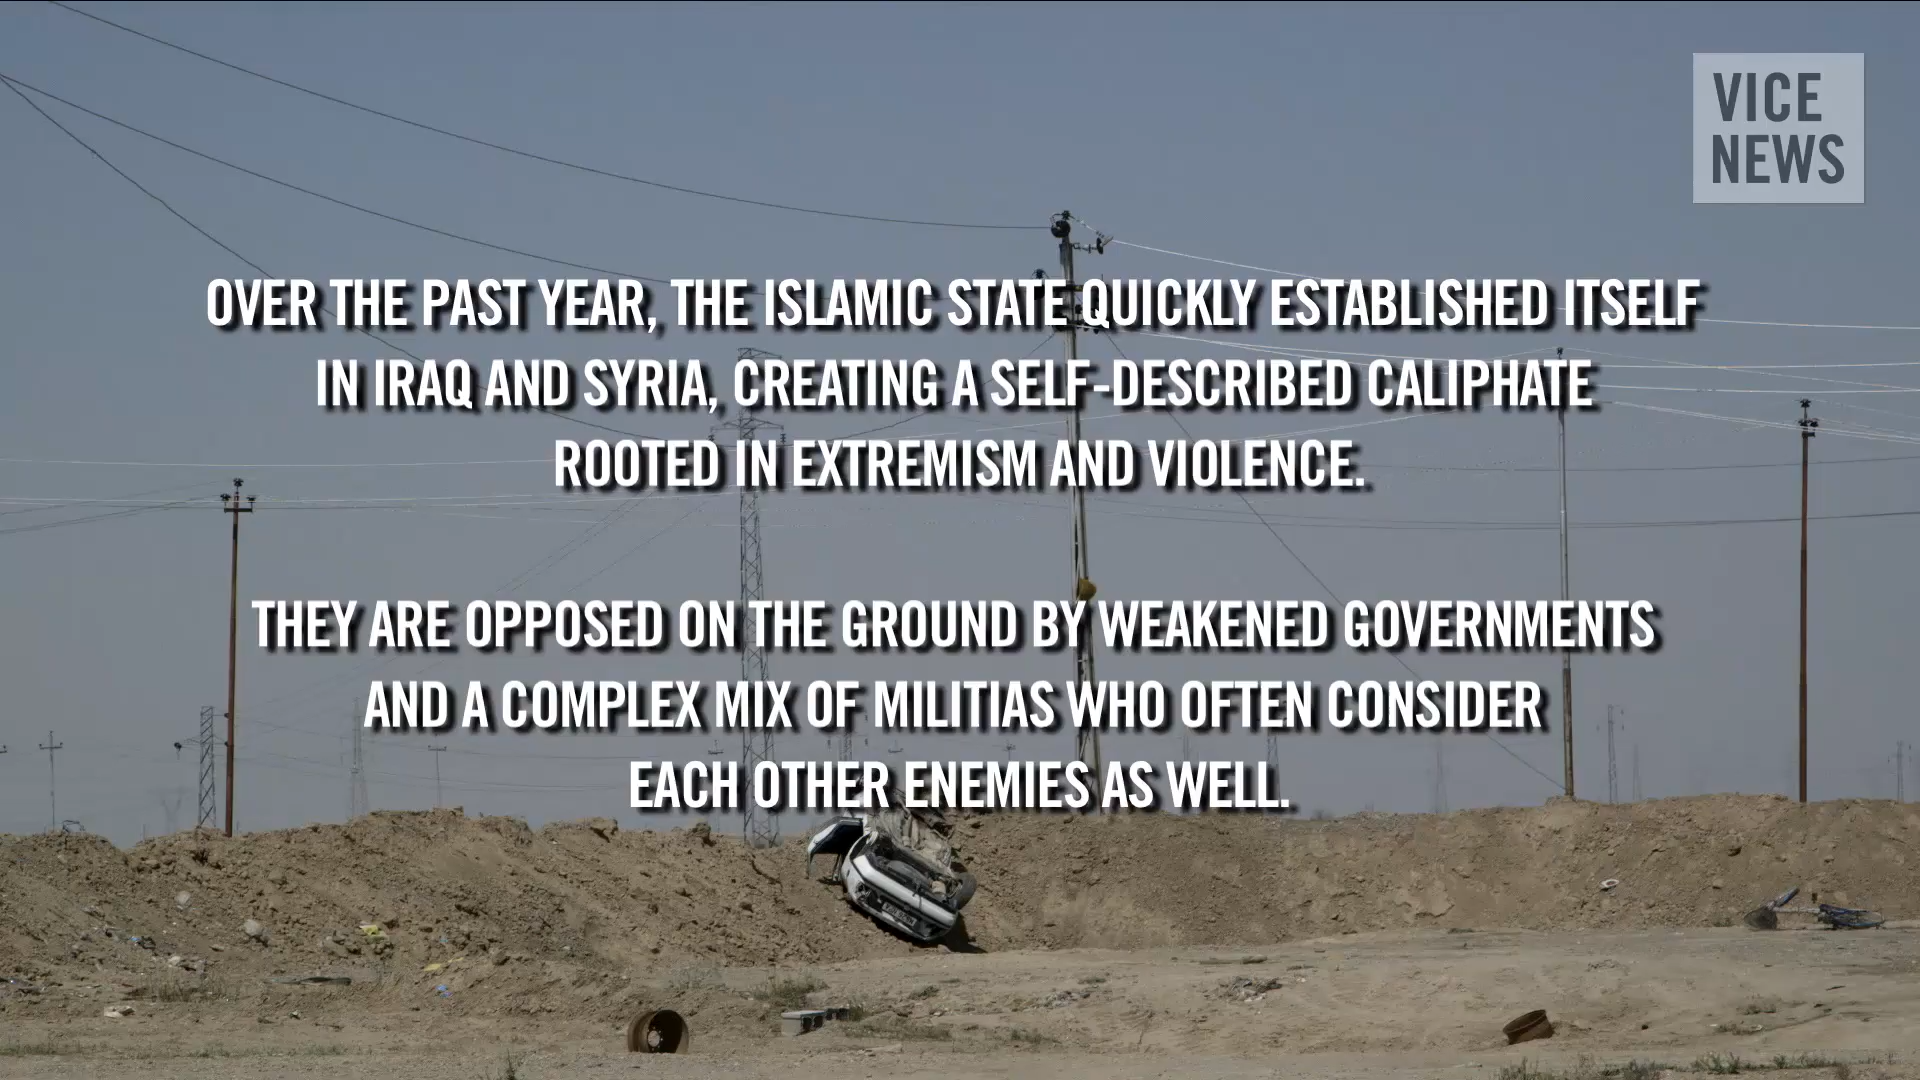 VICE
NEWS
OVER THE PAST YEAR, THE ISLAMIC STATE QUICKLY ESTABLISHED ITSELF
IN IRAQ AND SYRIA, CREATING A SELF-DESCRIBED CALIPHATE
ROOTED IN EXTREMISM AND VIOLENCE.
THEY ARE OPPOSED ON THE GROUND BY WEAKENED GOVERNMENTS
AND A COMPLEX MIX OF MILITIAS WHO OFTEN CONSIDER
EACH OTHER ENEMIES AS WELL.